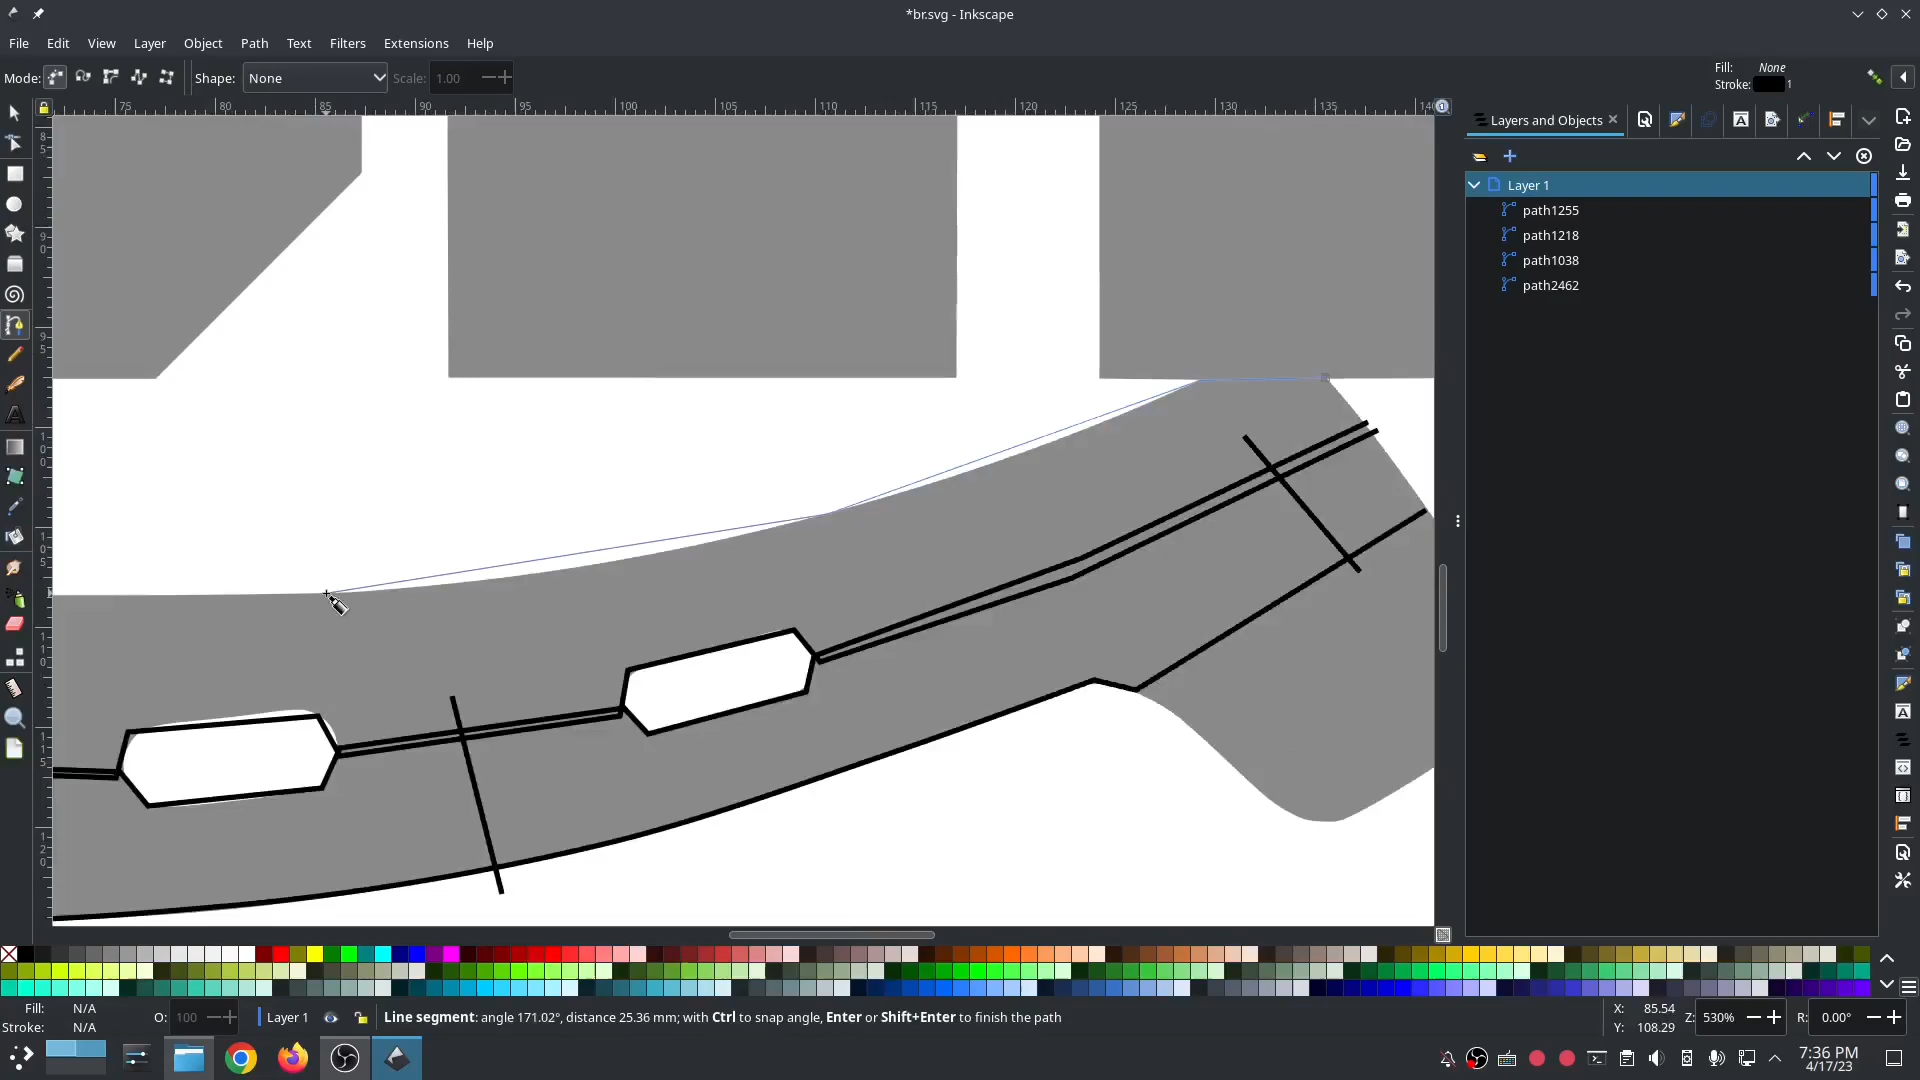 *br.svg - Inkscape
File Edit View Layer Object Path Text Filters Extensions Help
Mode: Shape: None Scale: 1.00 Fill: None
Stroke: 1
75 80 85 90 95 100 105 110 115 120 125 130 135 140
Layers and Objects
Layer 1
path1255
path1218
path1038
path2462
Fill: N/A
Stroke: N/A
O: 100 Layer 1 Line segment: angle 171.02°, distance 25.36 mm; with Ctrl to snap angle, Enter or Shift+Enter to finish the path
X: 85.54
Y: 108.29
Z: 530% R: 0.00°
7:36 PM
4/17/23